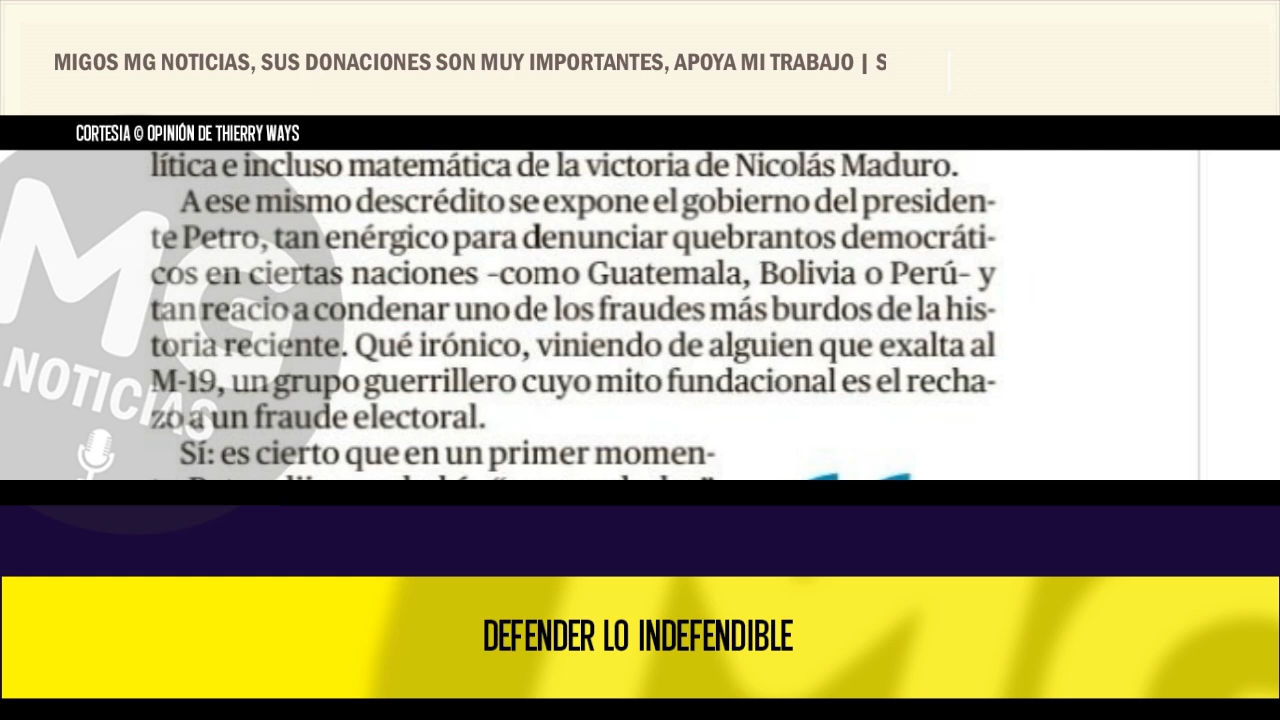 MIGOS MG NOTICIAS, SUS DONACIONES SON MUY IMPORTANTES, APOYA MI TRABAJO | S
CORTESIA © OPINIÓN DE THIERRY WAYS
lítica e incluso matemática de la victoria de Nicolás Maduro.
A ese mismo descrédito se expone el gobierno del presiden-
te Petro, tan enérgico para denunciar quebrantos democráti-
cos en ciertas naciones –como Guatemala, Bolivia o Perú– y
tan reacio a condenar uno de los fraudes más burdos de la his-
toria reciente. Qué irónico, viniendo de alguien que exalta al
M-19, un grupo guerrillero cuyo mito fundacional es el recha-
zo a un fraude electoral.
Sí: es cierto que en un primer momen-
MG
NOTICIAS
DEFENDER LO INDEFENDIBLE